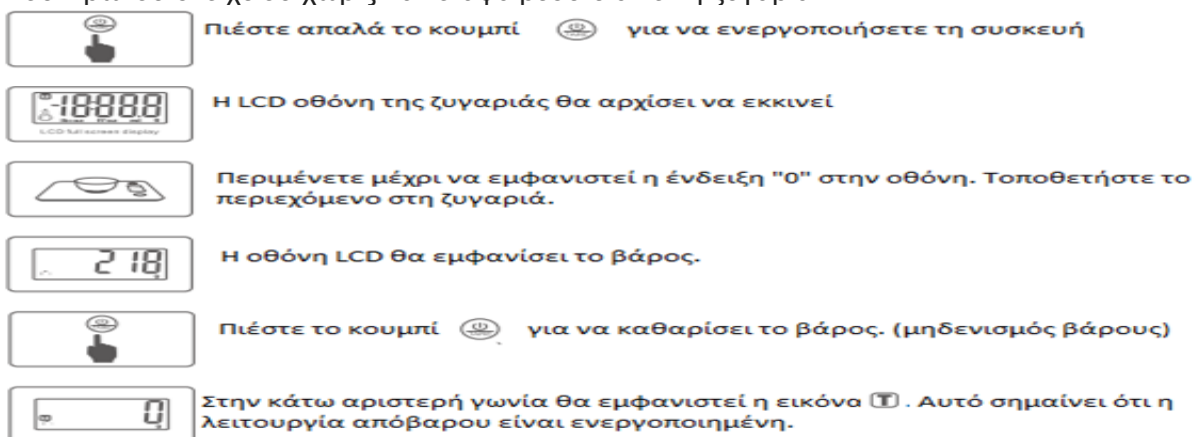 Πιέστε απαλά το κουμπί για να ενεργοποιήσετε τη συσκευή
-18888
LCD full screen display
Η LCD οθόνη της ζυγαριάς θα αρχίσει να εκκινεί
Περιμένετε μέχρι να εμφανιστεί η ένδειξη "0" στην οθόνη. Τοποθετήστε το
περιεχόμενο στη ζυγαριά.
218
Η οθόνη LCD θα εμφανίσει το βάρος.
Πιέστε το κουμπί για να καθαρίσει το βάρος. (μηδενισμός βάρους)
0
Στην κάτω αριστερή γωνία θα εμφανιστεί η εικόνα T . Αυτό σημαίνει ότι η
λειτουργία απόβαρου είναι ενεργοποιημένη.